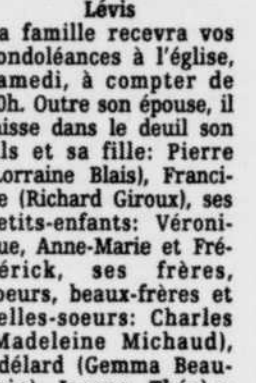 Lévis
a famille recevra vos
ondoléances à l'église,
amedi, à compter de
0h. Outre son épouse, il
aisse dans le deuil son
ils et sa fille: Pierre
Lorraine Blais), Franci-
e (Richard Giroux), ses
etits-enfants: Véroni-
ue, Anne-Marie et Fré-
érick, ses frères,
oeurs, beaux-frères et
elles-soeurs: Charles
Madeleine Michaud),
délard (Gemma Beau-